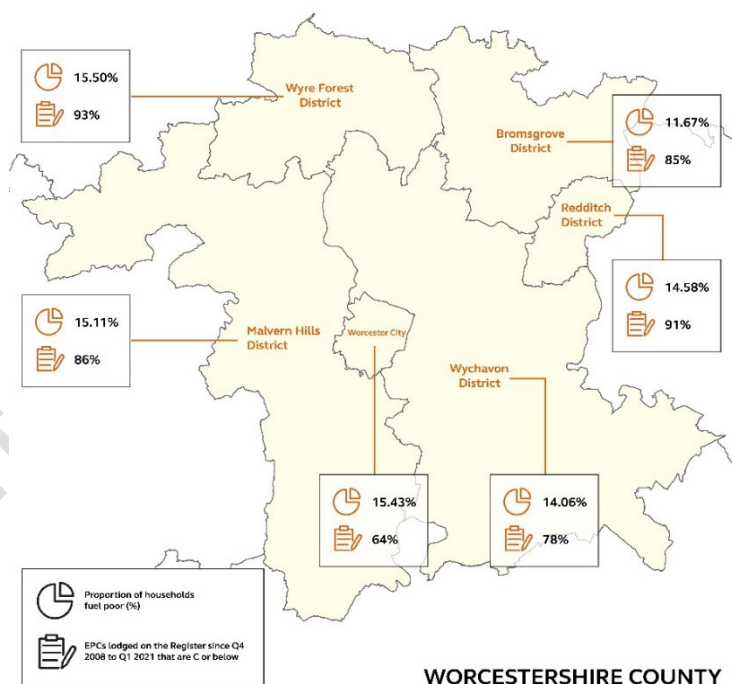 15.50%
93%
Wyre Forest
District
Bromsgrove
District
11.67%
85%
Redditch
District
14.58%
91%
15.11%
86%
Malvern Hills
District
Worcester City
Wychavon
District
15.43%
64%
14.06%
78%
Proportion of households
fuel poor (%)
EPCs lodged on the Register since Q4
2008 to Q1 2021 that are C or below
WORCESTERSHIRE COUNTY